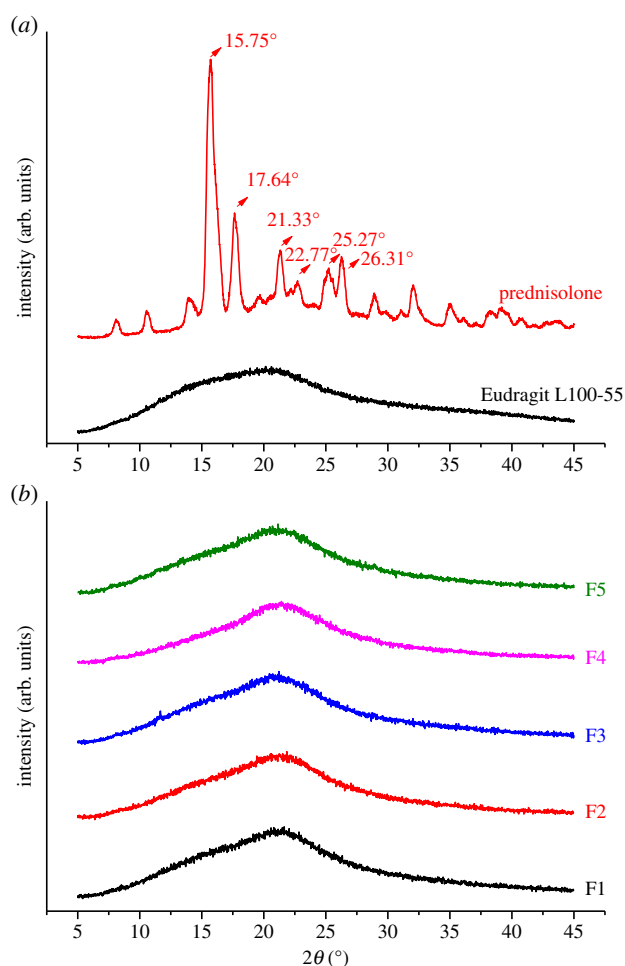 (a)
15.75°
17.64°
21.33°
22.77°
25.27°
26.31°
intensity (arb. units)
prednisolone
Eudragit L100-55
5 10 15 20 25 30 35 40 45
(b)
intensity (arb. units)
F5
F4
F3
F2
F1
5 10 15 20 25 30 35 40 45
2θ (°)